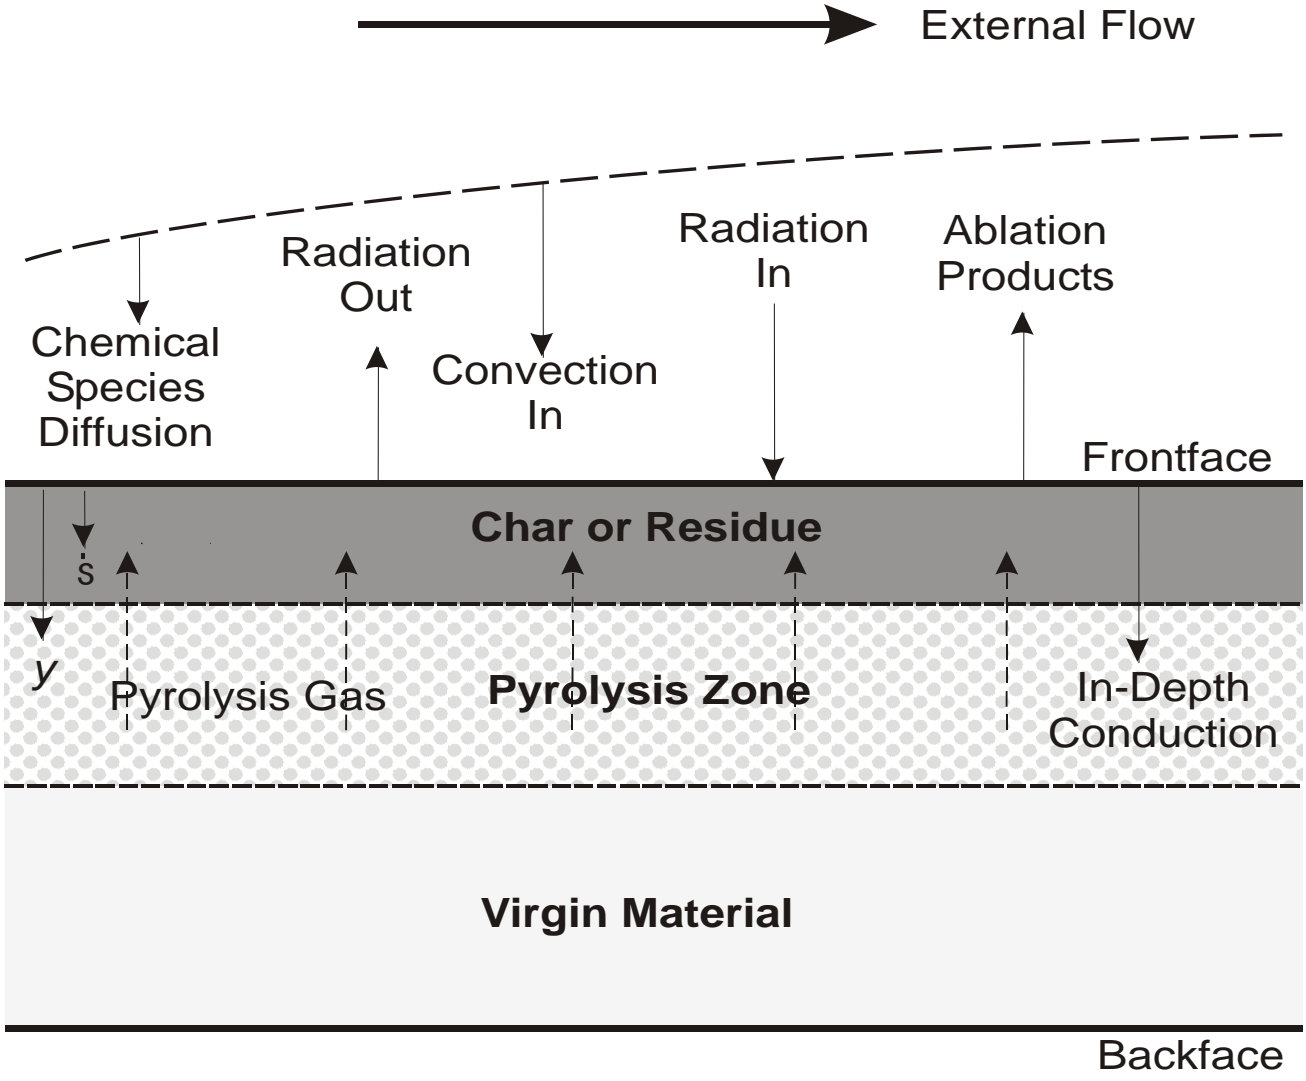 External Flow
Radiation
In
Ablation
Products
Radiation
Out
Chemical
Species
Diffusion
Convection
In
Frontface
Char or Residue
ṡ
y
Pyrolysis Gas
Pyrolysis Zone
In-Depth
Conduction
Virgin Material
Backface